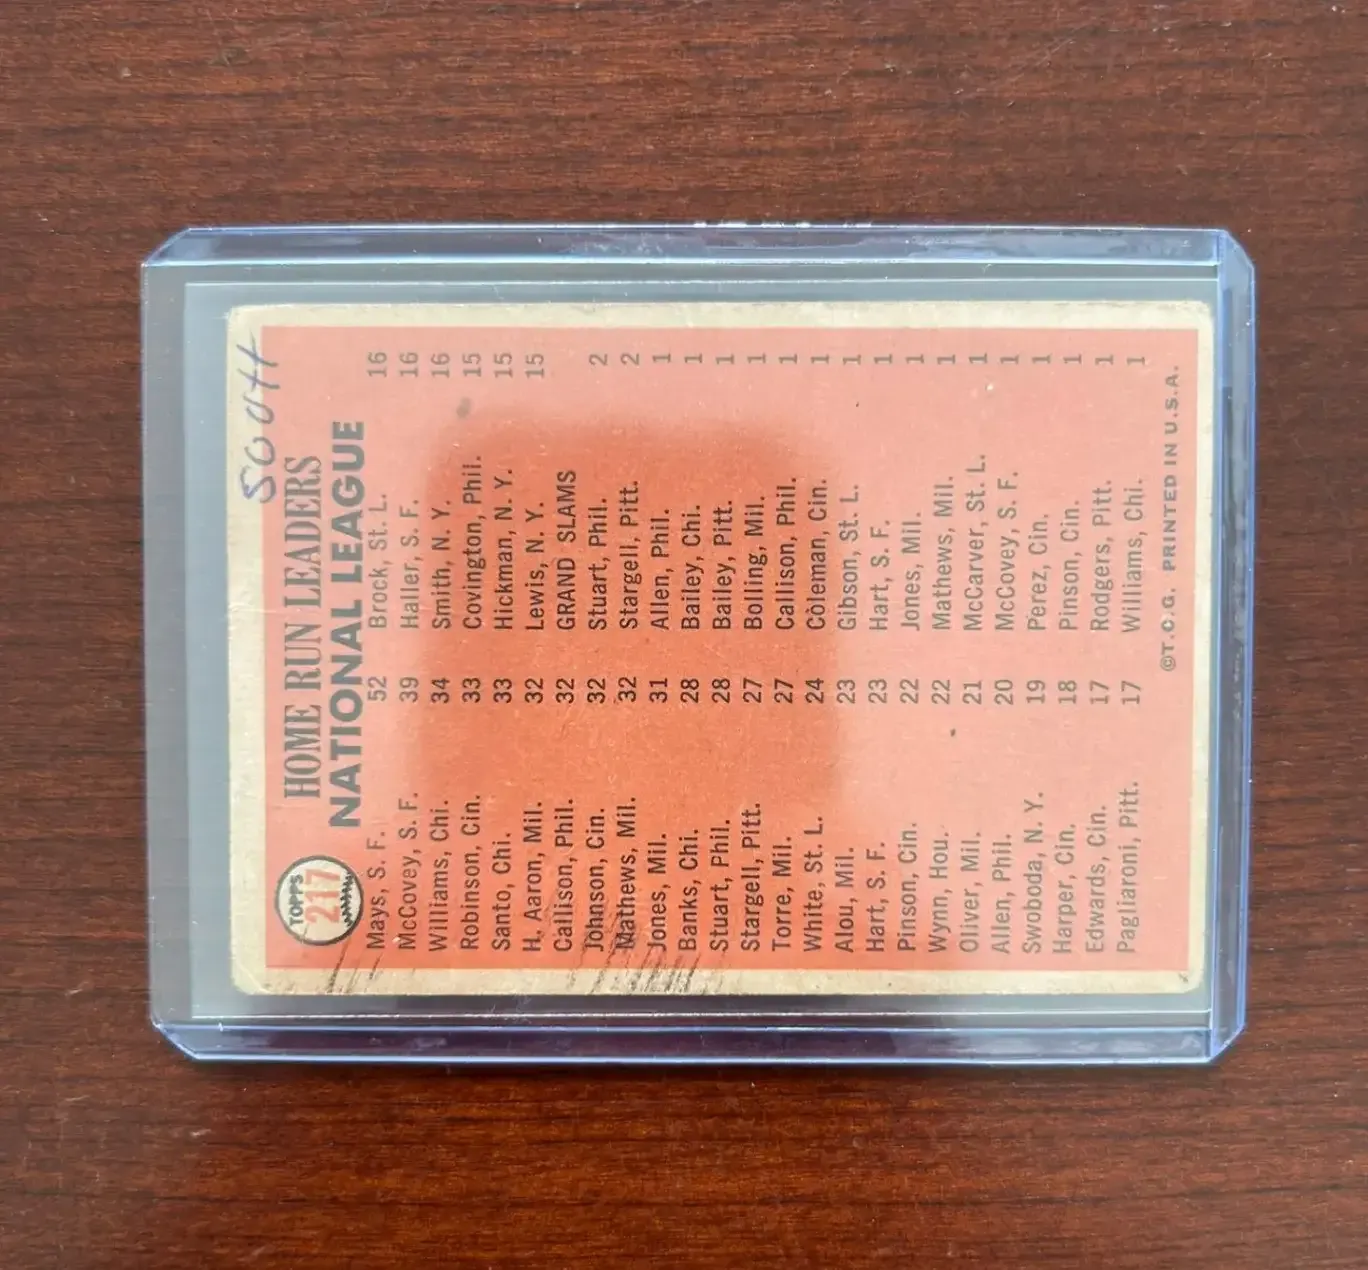 Scott
TOPPS
217
HOME RUN LEADERS
NATIONAL LEAGUE
Mays, S. F. 52 Brock, St. L. 16
McCovey, S. F. 39 Haller, S. F. 16
Williams, Chi. 34 Smith, N. Y. 16
Robinson, Cin. 33 Covington, Phil. 15
Santo, Chi. 33 Hickman, N. Y. 15
H. Aaron, Mil. 32 Lewis, N. Y. 15
Callison, Phil. 32 GRAND SLAMS
Johnson, Cin. 32 Stuart, Phil. 2
Mathews, Mil. 32 Stargell, Pitt. 2
Jones, Mil. 31 Allen, Phil. 1
Banks, Chi. 28 Bailey, Chi. 1
Stuart, Phil. 28 Bailey, Pitt. 1
Stargell, Pitt. 27 Bolling, Mil. 1
Torre, Mil. 27 Callison, Phil. 1
White, St. L. 24 Coleman, Cin. 1
Alou, Mil. 23 Gibson, St. L. 1
Hart, S. F. 23 Hart, S. F. 1
Pinson, Cin. 22 Jones, Mil. 1
Wynn, Hou. 22 Mathews, Mil. 1
Oliver, Mil. 21 McCarver, St. L. 1
Allen, Phil. 20 McCovey, S. F. 1
Swoboda, N. Y. 19 Perez, Cin. 1
Harper, Cin. 18 Pinson, Cin. 1
Edwards, Cin. 17 Rodgers, Pitt. 1
Pagliaroni, Pitt. 17 Williams, Chi. 1
©T.C.G. PRINTED IN U.S.A.